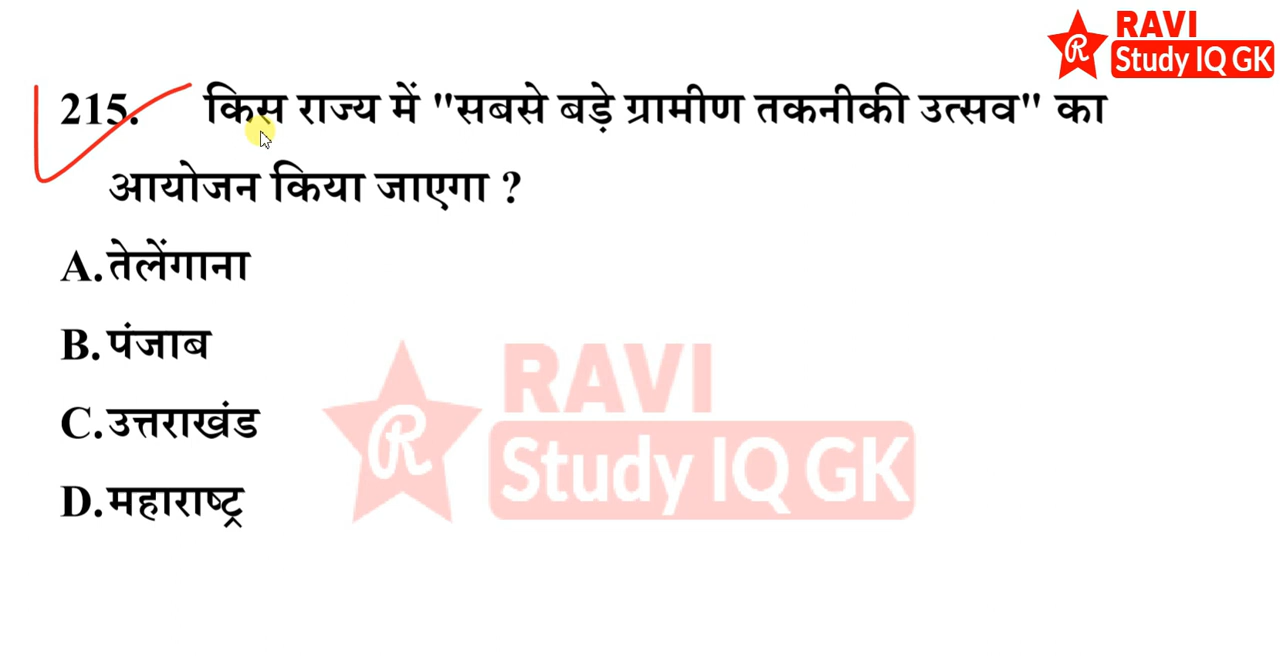 RAVI
Study IQ GK
215. किस राज्य में "सबसे बड़े ग्रामीण तकनीकी उत्सव" का
आयोजन किया जाएगा ?
A.तेलेंगाना
B.पंजाब
C.उत्तराखंड
D.महाराष्ट्र
R RAVI
Study IQ GK